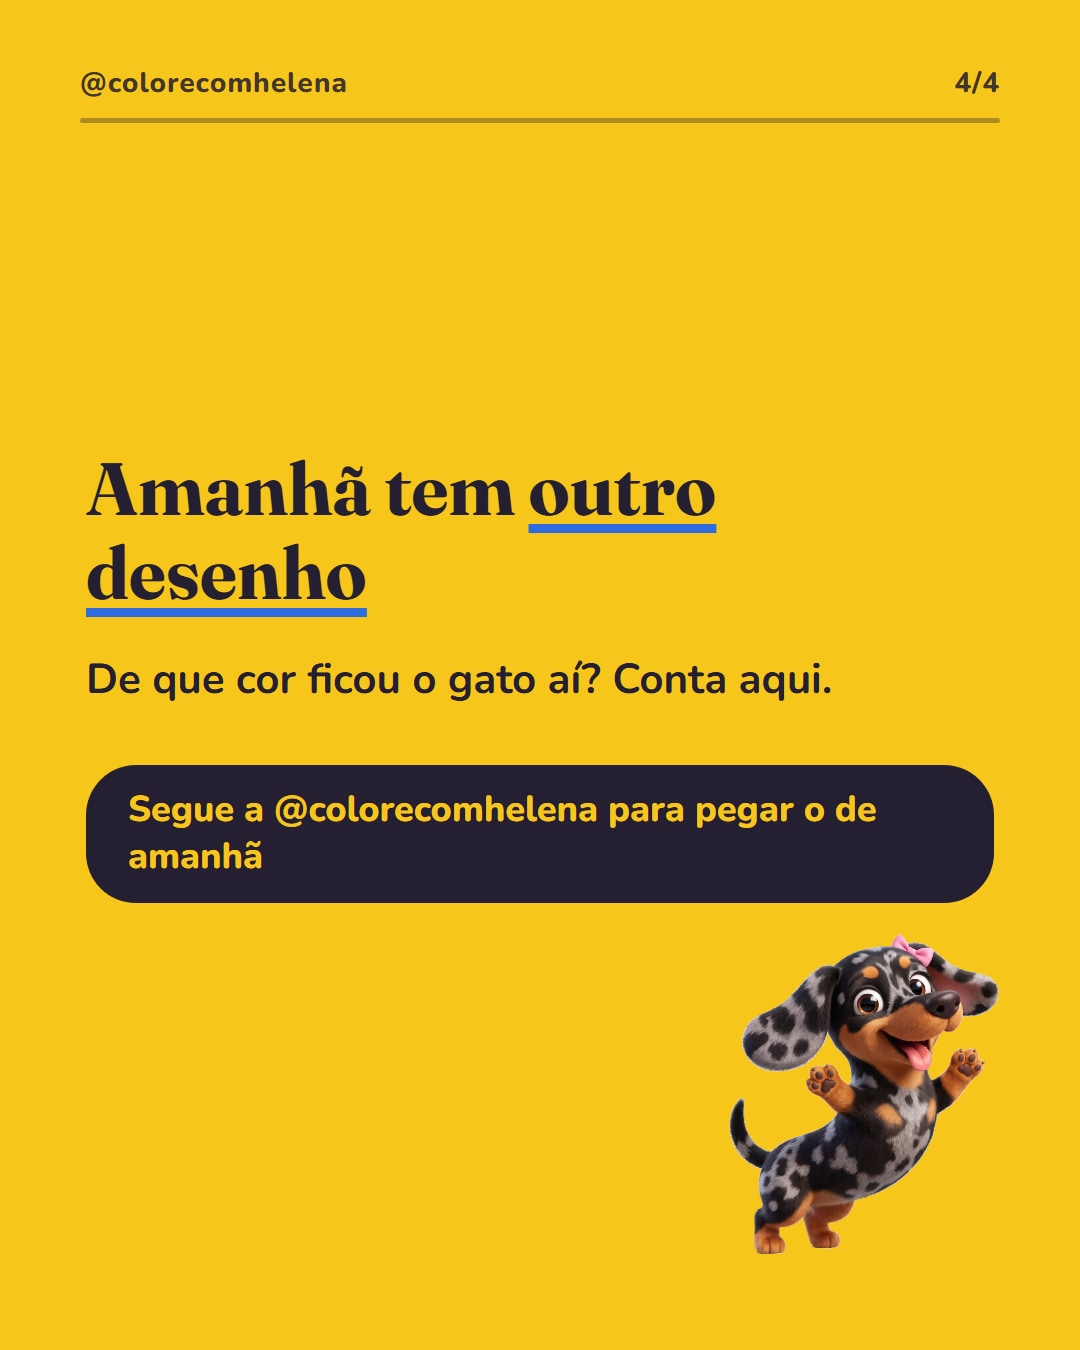 @colorecomhelena
4/4
Amanhã tem outro
desenho
De que cor ficou o gato aí? Conta aqui.
Segue a @colorecomhelena para pegar o de
amanhã